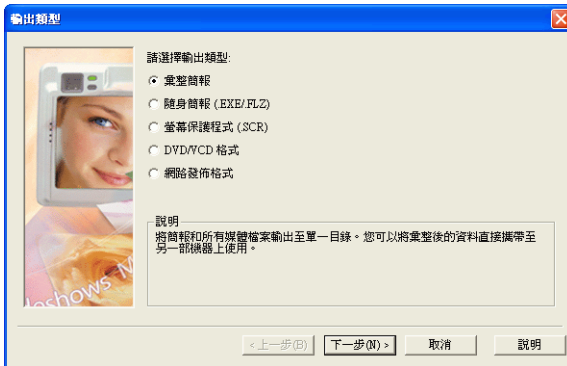 輸出類型
請選擇輸出類型:
彙整簡報
隨身簡報 (.EXE/.FLZ)
螢幕保護程式 (.SCR)
DVD/VCD 格式
網路發佈格式
說明
將簡報和所有媒體檔案輸出至單一目錄。您可以將彙整後的資料直接攜帶至
另一部機器上使用。
<上一步(B)
下一步(N) >
取消
說明